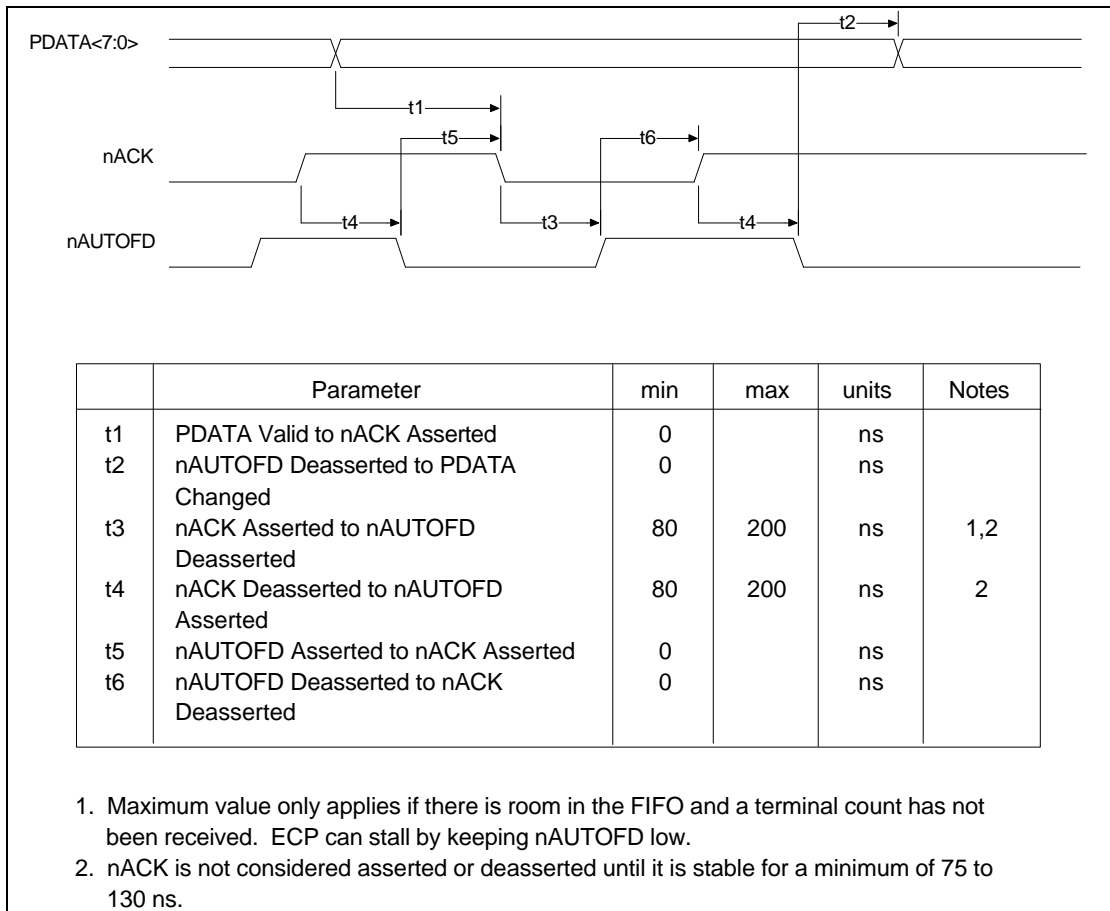 t2
PDATA<7:0>
t1
t5
t6
nACK
t4
t3
t4
nAUTOFD
Parameter min max units Notes
t1 PDATA Valid to nACK Asserted 0 ns
t2 nAUTOFD Deasserted to PDATA 0 ns
Changed
t3 nACK Asserted to nAUTOFD 80 200 ns 1,2
Deasserted
t4 nACK Deasserted to nAUTOFD 80 200 ns 2
Asserted
t5 nAUTOFD Asserted to nACK Asserted 0 ns
t6 nAUTOFD Deasserted to nACK 0 ns
Deasserted
1. Maximum value only applies if there is room in the FIFO and a terminal count has not
been received. ECP can stall by keeping nAUTOFD low.
2. nACK is not considered asserted or deasserted until it is stable for a minimum of 75 to
130 ns.